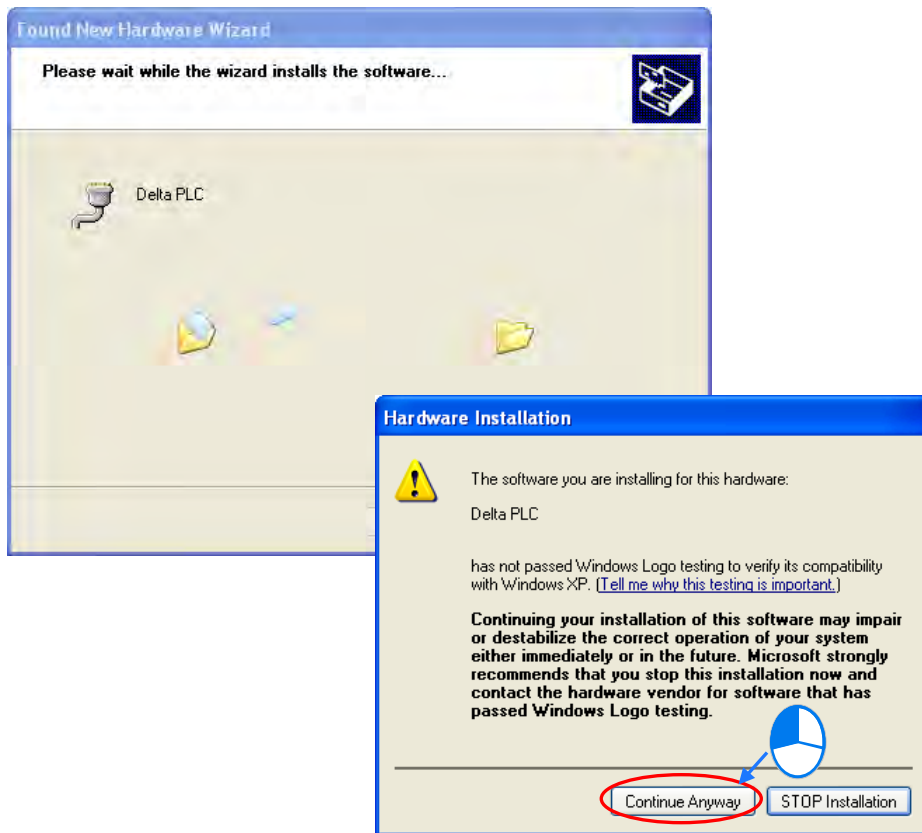 Found New Hardware Wizard
Please wait while the wizard installs the software...
Delta PLC
Hardware Installation
The software you are installing for this hardware:
Delta PLC
has not passed Windows Logo testing to verify its compatibility
with Windows XP. (Tell me why this testing is important.)
Continuing your installation of this software may impair
or destabilize the correct operation of your system
either immediately or in the future. Microsoft strongly
recommends that you stop this installation now and
contact the hardware vendor for software that has
passed Windows Logo testing.
Continue Anyway
STOP Installation